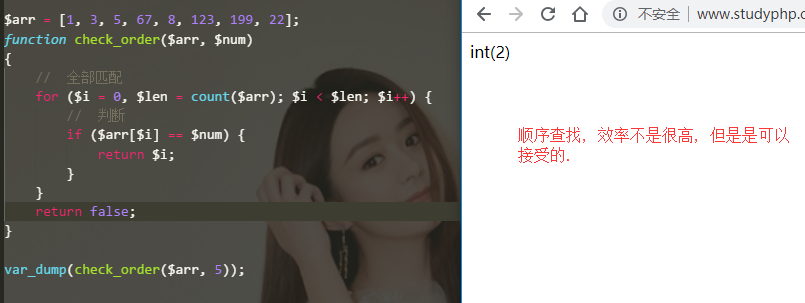 $arr = [1, 3, 5, 67, 8, 123, 199, 22];
function check_order($arr, $num)
{
    //  全部匹配
    for ($i = 0, $len = count($arr); $i < $len; $i++) {
        //  判断
        if ($arr[$i] == $num) {
            return $i;
        }
    }
    return false;
}
var_dump(check_order($arr, 5));
不安全 | www.studyphp.c
int(2)
顺序查找，效率不是很高，但是是可以
接受的.